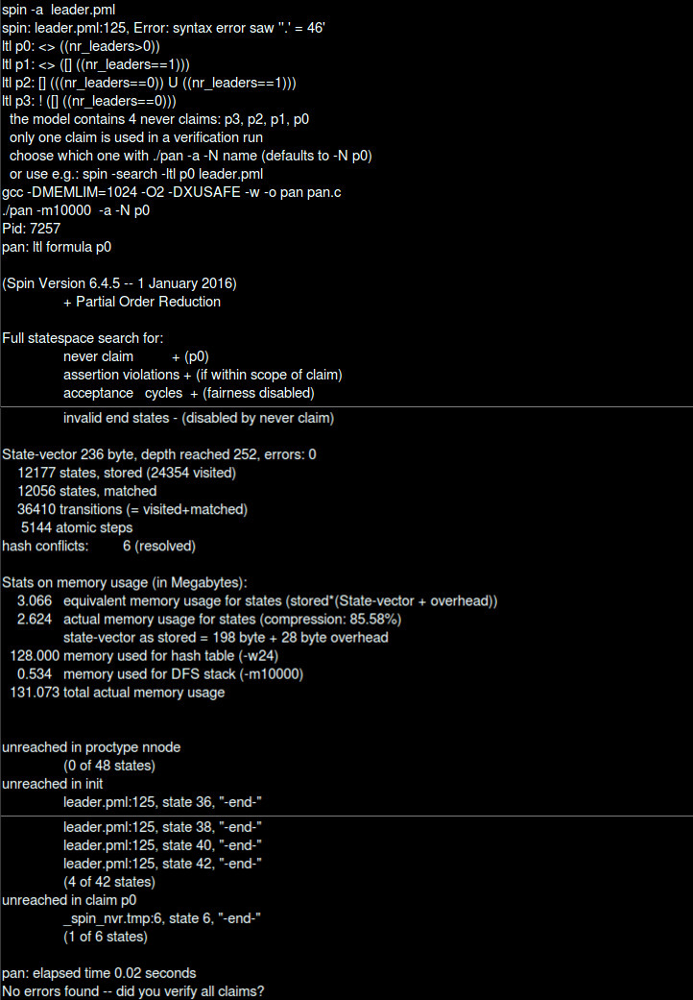 spin -a  leader.pml
spin: leader.pml:125, Error: syntax error saw ''.' = 46'
ltl p0: <> ((nr_leaders>0))
ltl p1: <> ([] ((nr_leaders==1)))
ltl p2: [] (((nr_leaders==0)) U ((nr_leaders==1)))
ltl p3: ! ([] ((nr_leaders==0)))
  the model contains 4 never claims: p3, p2, p1, p0
  only one claim is used in a verification run
  choose which one with ./pan -a -N name (defaults to -N p0)
  or use e.g.: spin -search -ltl p0 leader.pml
gcc -DMEMLIM=1024 -O2 -DXUSAFE -w -o pan pan.c
./pan -m10000  -a -N p0
Pid: 7257
pan: ltl formula p0

(Spin Version 6.4.5 -- 1 January 2016)
        + Partial Order Reduction

Full statespace search for:
        never claim         + (p0)
        assertion violations + (if within scope of claim)
        acceptance   cycles  + (fairness disabled)
        invalid end states - (disabled by never claim)

State-vector 236 byte, depth reached 252, errors: 0
    12177 states, stored (24354 visited)
    12056 states, matched
    36410 transitions (= visited+matched)
     5144 atomic steps
hash conflicts:         6 (resolved)

Stats on memory usage (in Megabytes):
    3.066   equivalent memory usage for states (stored*(State-vector + overhead))
    2.624   actual memory usage for states (compression: 85.58%)
            state-vector as stored = 198 byte + 28 byte overhead
  128.000 memory used for hash table (-w24)
    0.534   memory used for DFS stack (-m10000)
  131.073 total actual memory usage

unreached in proctype nnode
        (0 of 48 states)
unreached in init
        leader.pml:125, state 36, "-end-"
        leader.pml:125, state 38, "-end-"
        leader.pml:125, state 40, "-end-"
        leader.pml:125, state 42, "-end-"
        (4 of 42 states)
unreached in claim p0
        _spin_nvr.tmp:6, state 6, "-end-"
        (1 of 6 states)

pan: elapsed time 0.02 seconds
No errors found -- did you verify all claims?